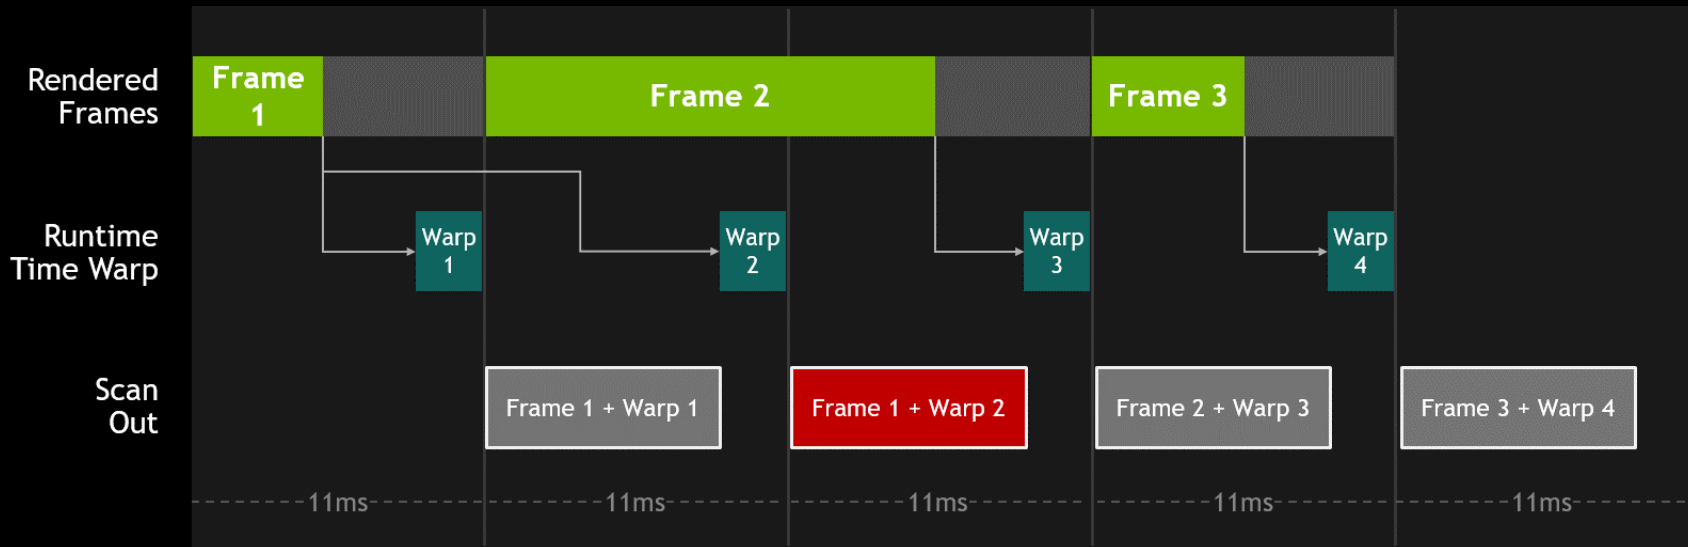 Rendered
Frames
Frame
1
Frame 2
Frame 3
Runtime
Time Warp
Warp
1
Warp
2
Warp
3
Warp
4
Scan
Out
Frame 1 + Warp 1
Frame 1 + Warp 2
Frame 2 + Warp 3
Frame 3 + Warp 4
11ms
11ms
11ms
11ms
11ms